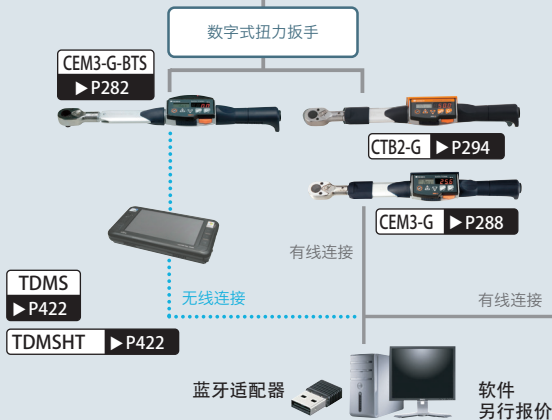 数字式扭力扳手
CEM3-G-BTS
▶P282
CTB2-G ▶P294
CEM3-G ▶P288
有线连接
TDMS
▶P422
无线连接
有线连接
TDMSHT ▶P422
蓝牙适配器
软件
另行报价